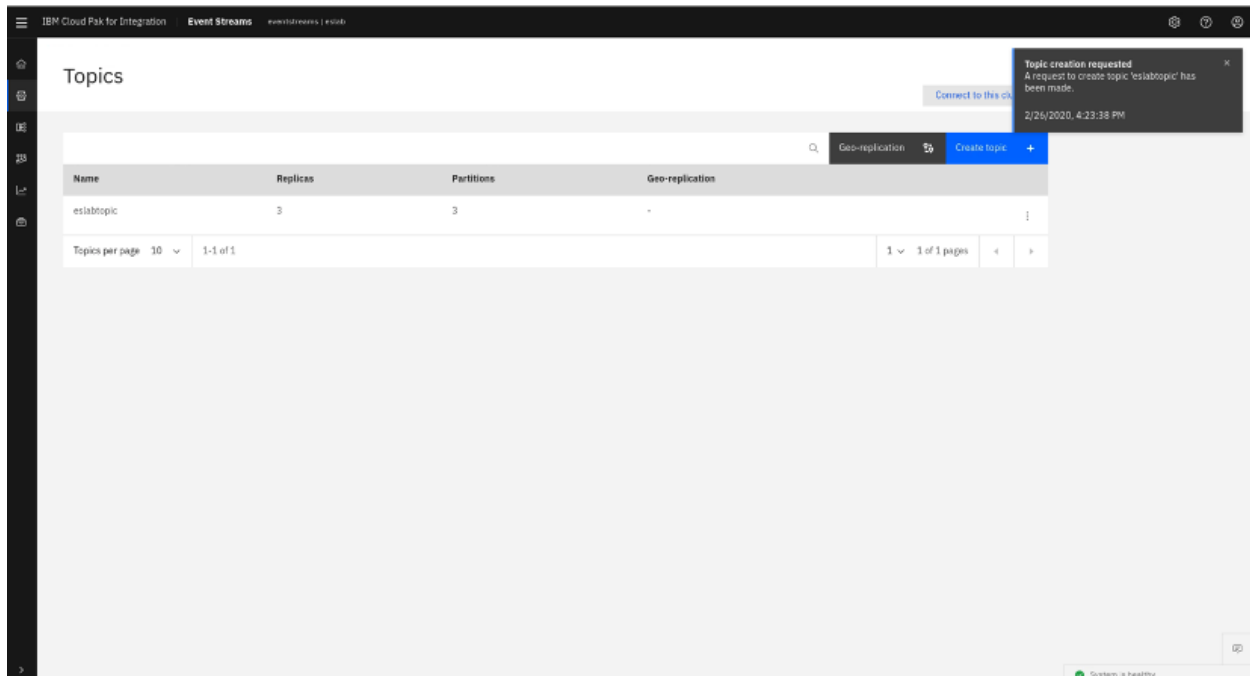 IBM Cloud Pak for Integration Event Streams eventstreams | eslab
Topics
Topic creation requested
A request to create topic 'eslabtopic' has
been made.
2/26/2020, 4:23:38 PM
Connect to this clu
Geo-replication Create topic +
Name Replicas Partitions Geo-replication
eslabtopic 3 3 -
Topics per page 10 1-1 of 1 1 1 of 1 pages
System is healthy